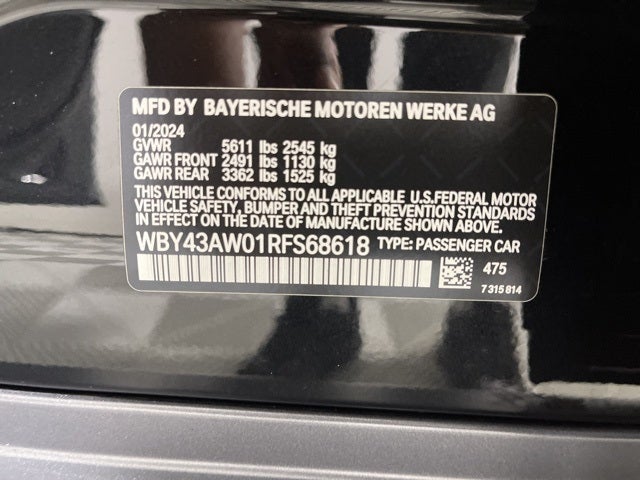 MFD BY BAYERISCHE MOTOREN WERKE AG
01/2024
GVWR 5611 lbs 2545 kg
GAWR FRONT 2491 lbs 1130 kg
GAWR REAR 3362 lbs 1525 kg
THIS VEHICLE CONFORMS TO ALL APPLICABLE U.S.FEDERAL MOTOR
VEHICLE SAFETY, BUMPER AND THEFT PREVENTION STANDARDS
IN EFFECT ON THE DATE OF MANUFACTURE SHOWN ABOVE.
WBY43AW01RFS68618 TYPE: PASSENGER CAR
475
7 315 814